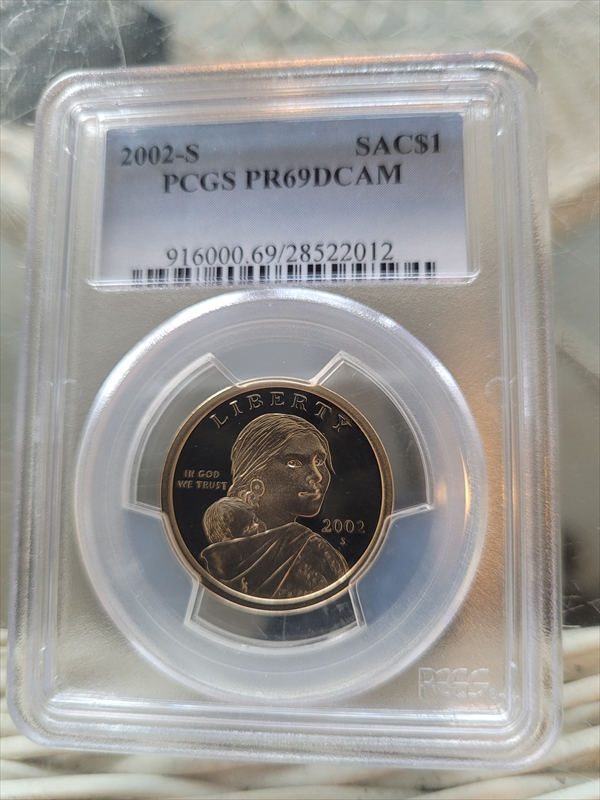 2002-S SAC$1
PCGS PR69DCAM
916000.69/28522012
LIBERTY
IN GOD
WE TRUST
2002
S
PCGS